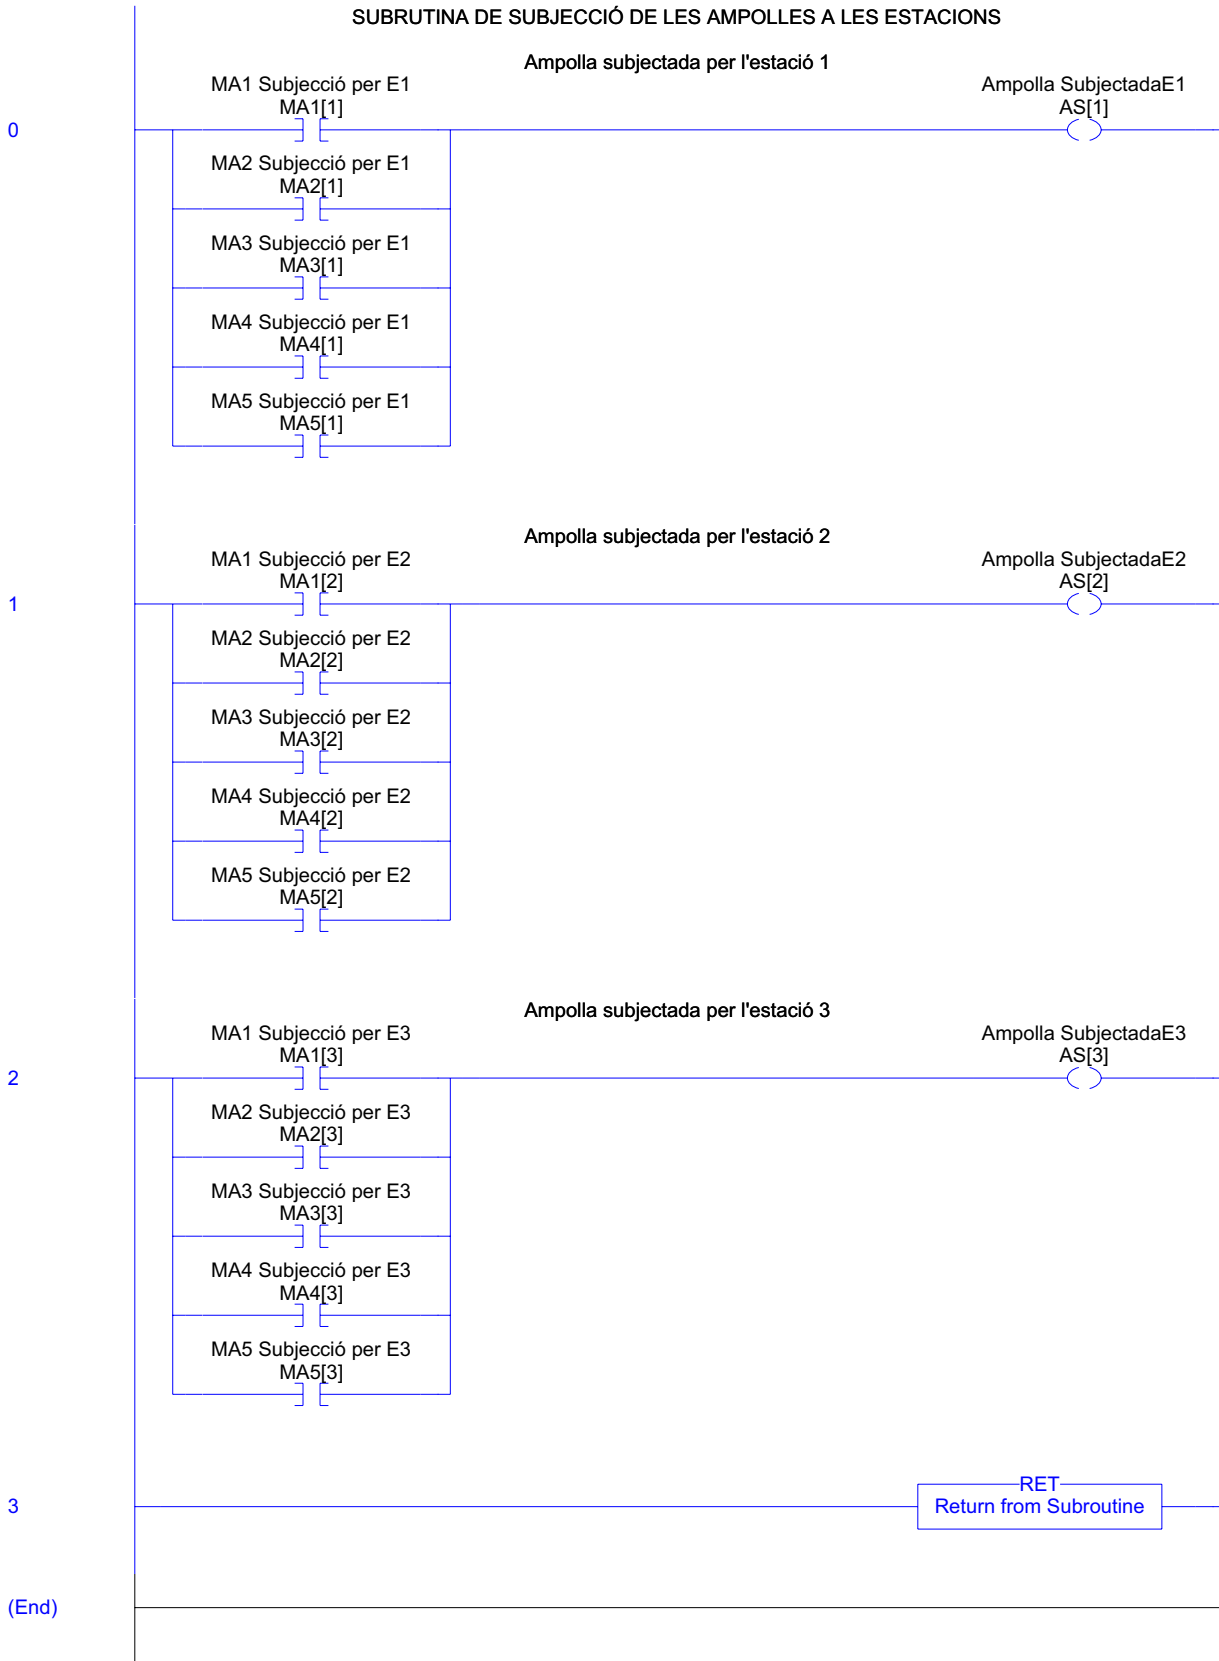 SUBRUTINA DE SUBJECCIÓ DE LES AMPOLLES A LES ESTACIONS
Ampolla subjectada per l'estació 1
MA1 Subjecció per E1
MA1[1]
Ampolla SubjectadaE1
AS[1]
0
MA2 Subjecció per E1
MA2[1]
MA3 Subjecció per E1
MA3[1]
MA4 Subjecció per E1
MA4[1]
MA5 Subjecció per E1
MA5[1]
Ampolla subjectada per l'estació 2
MA1 Subjecció per E2
MA1[2]
Ampolla SubjectadaE2
AS[2]
1
MA2 Subjecció per E2
MA2[2]
MA3 Subjecció per E2
MA3[2]
MA4 Subjecció per E2
MA4[2]
MA5 Subjecció per E2
MA5[2]
Ampolla subjectada per l'estació 3
MA1 Subjecció per E3
MA1[3]
Ampolla SubjectadaE3
AS[3]
2
MA2 Subjecció per E3
MA2[3]
MA3 Subjecció per E3
MA3[3]
MA4 Subjecció per E3
MA4[3]
MA5 Subjecció per E3
MA5[3]
RET
3
Return from Subroutine
(End)